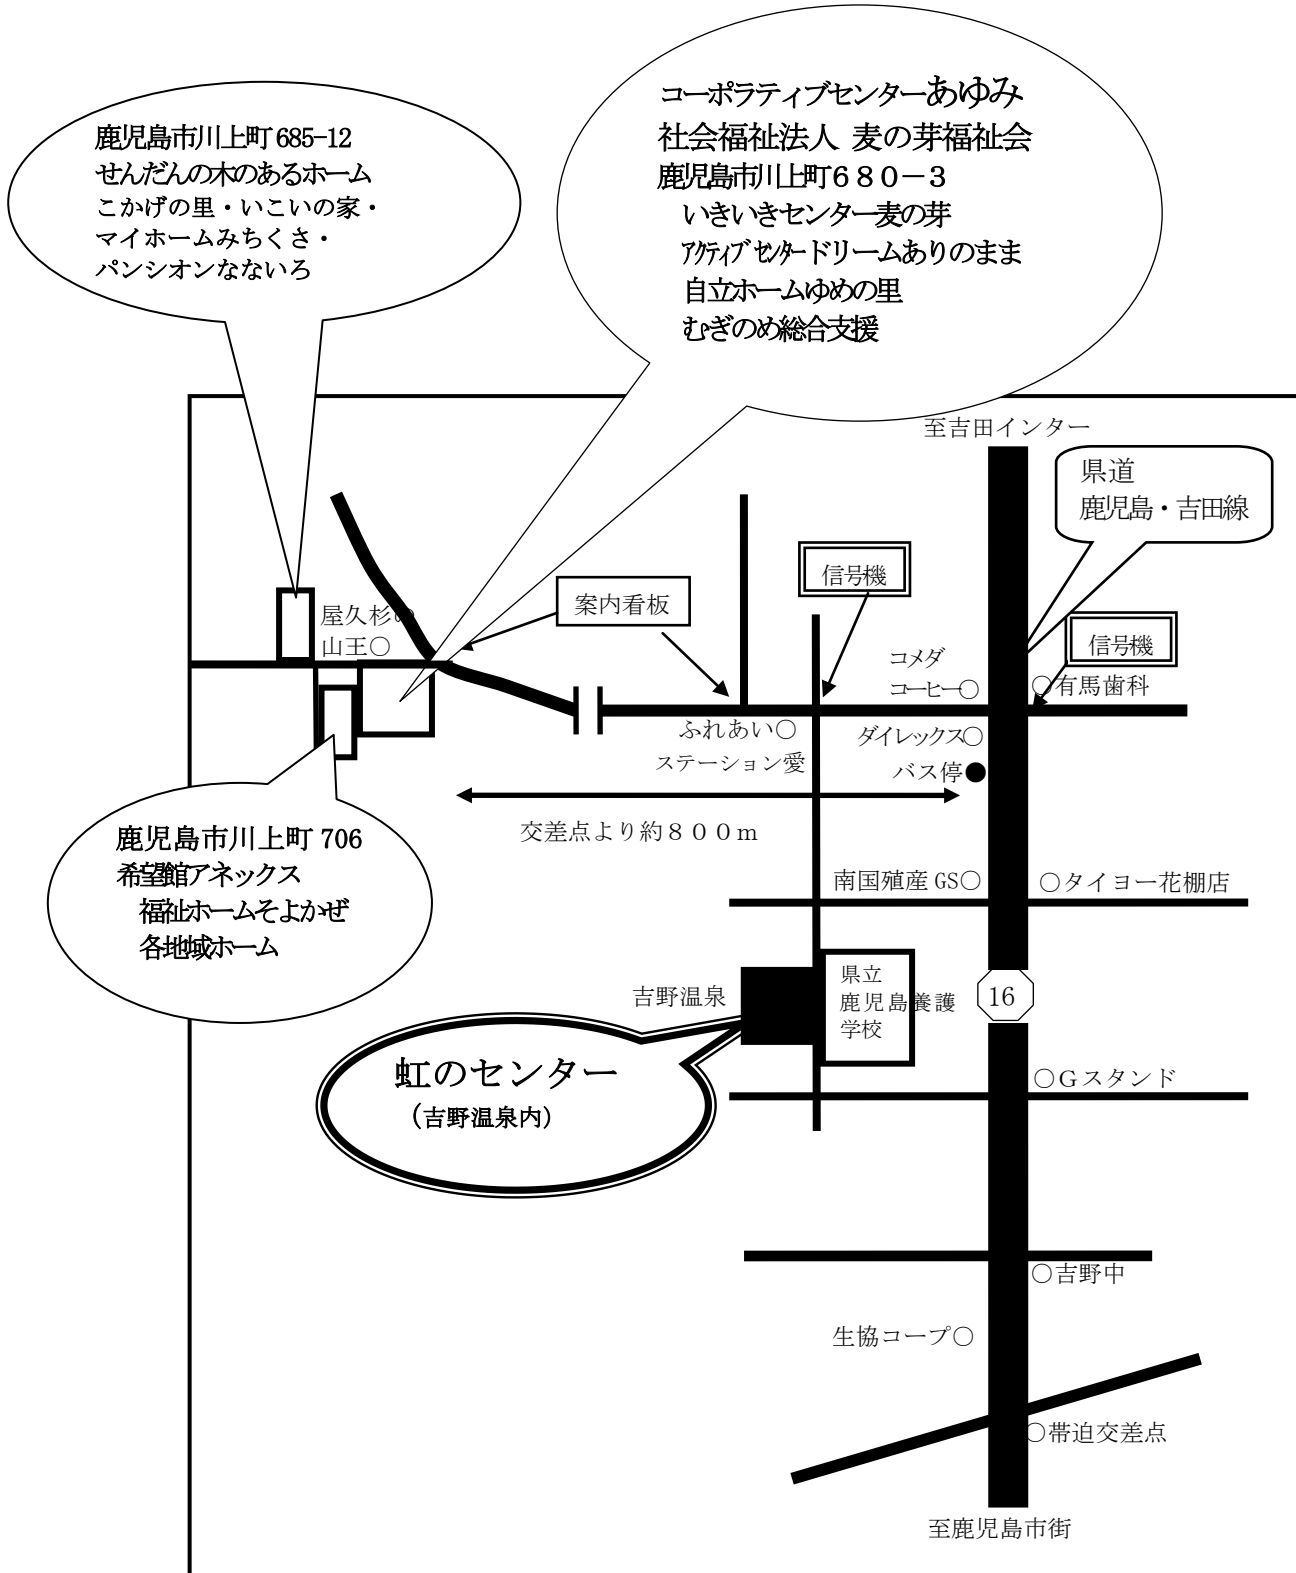 コーポラティブセンターあゆみ
社会福祉法人 麦の芽福祉会
鹿児島市川上町６８０－３
いきいきセンター麦の芽
ｱｸﾃｨﾌﾞｾﾝﾀｰドリームありのまま
自立ホームゆめの里
むぎのめ総合支援
鹿児島市川上町 685-12
せんだんの木のあるホーム
こかげの里・いこいの家・
マイホームみちくさ・
パンシオンなないろ
至吉田インター
県道
鹿児島・吉田線
信号機
案内看板
屋久杉の
山王○
信号機
コメダ
コーヒー○
○有馬歯科
ふれあい○
ステーション愛
ダイレックス○
バス停●
交差点より約８００ｍ
鹿児島市川上町 706
希望館アネックス
福祉ホームそよかぜ
各地域ホーム
南国殖産 GS○
○タイヨー花棚店
吉野温泉
県立
鹿児島養護
学校
16
虹のセンター
（吉野温泉内）
○Ｇスタンド
○吉野中
生協コープ○
○帯迫交差点
至鹿児島市街